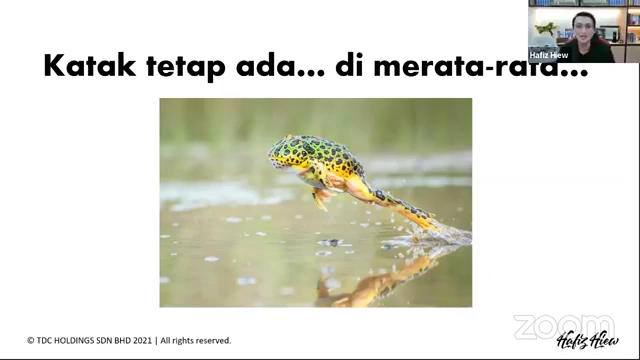 Katak tetap ada... di merata-rata...
Hafiz Hiew
© TDC HOLDINGS SDN BHD 2021 | All rights reserved.
zoom
Hafiz Hiew